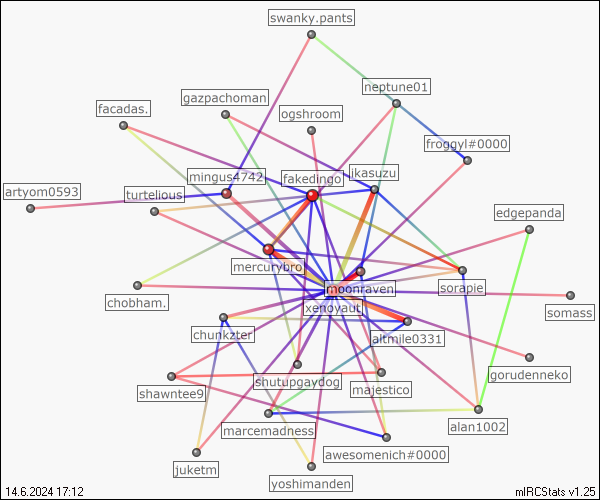 swanky.pants
neptune01
gazpachoman
facadas.
ogshroom
froggyl#0000
mingus4742
fakedingo
ikasuzu
artyom0593
turtelious
edgepanda
mercurybro
moonraven
sorapie
chobham.
xenoyaut
somass
chunkzter
altmile0331
shawntee9
shutupgaydog
majestico
gorudenneko
marcemadness
alan1002
juketm
awesomenich#0000
yoshimanden
14.6.2024 17:12
mIRCStats v1.25